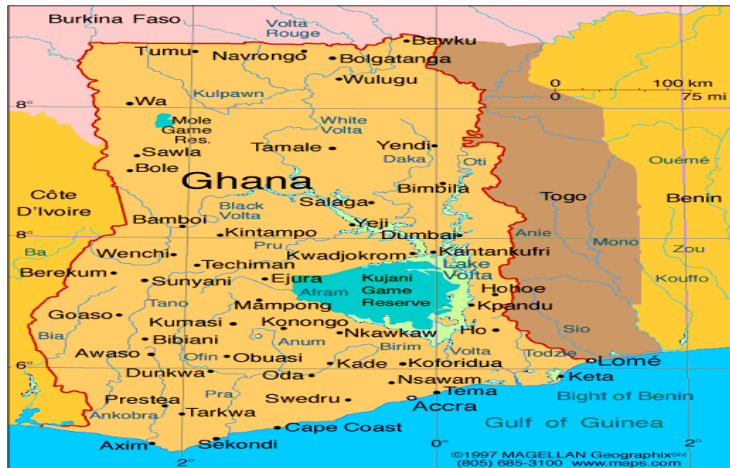 Burkina Faso
Volta
Rouge
Bawku
Tumu
Navrongo
Bolgatanga
Wulugu
0
100 km
0
75 mi
Kulpawn
Wa
8°
8°
Mole
Game
Res.
White
Volta
Tamale
Yendi
Daka
Oti
Sawla
Bole
Ouémé
Ghana
Bimbila
Côte
D'Ivoire
Togo
Benin
Black
Volta
Salaga
Bamboi
Yeji
Kintampo
Dumbai
Anie
Mono
8°
8°
Ba
Pru
Wenchi
Kwadjokrom
Kantankufri
Zou
Techiman
Lake
Volta
Berekum
Sunyani
Ejura
Kujani
Game
Reserve
Kouffo
Afram
Hohoe
Tano
Mampong
Kpandu
Goaso
Kumasi
Konongo
Nkawkaw
Ho
Sio
Bia
Bibiani
Anum
Birim
Volta
Todzie
Awaso
Ofin
Obuasi
Kade
Koforidua
Lomé
6°
6°
Dunkwa
Oda
Nsawam
Keta
Pra
Tema
Bight of Benin
Prestea
Swedru
Accra
Ankobra
Tarkwa
Gulf of Guinea
Cape Coast
Axim
Sekondi
0°
2°
2°
©1997 MAGELLAN Geographix℠
(805) 685-3100 www.maps.com